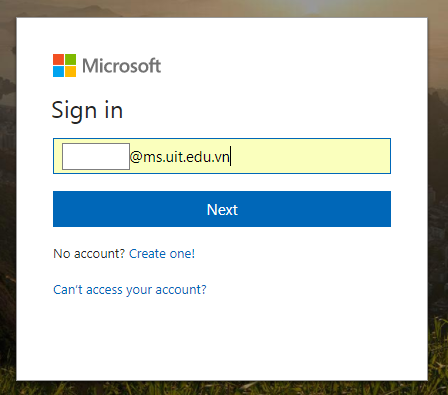 Microsoft
Sign in
@ms.uit.edu.vn
Next
No account? Create one!
Can't access your account?